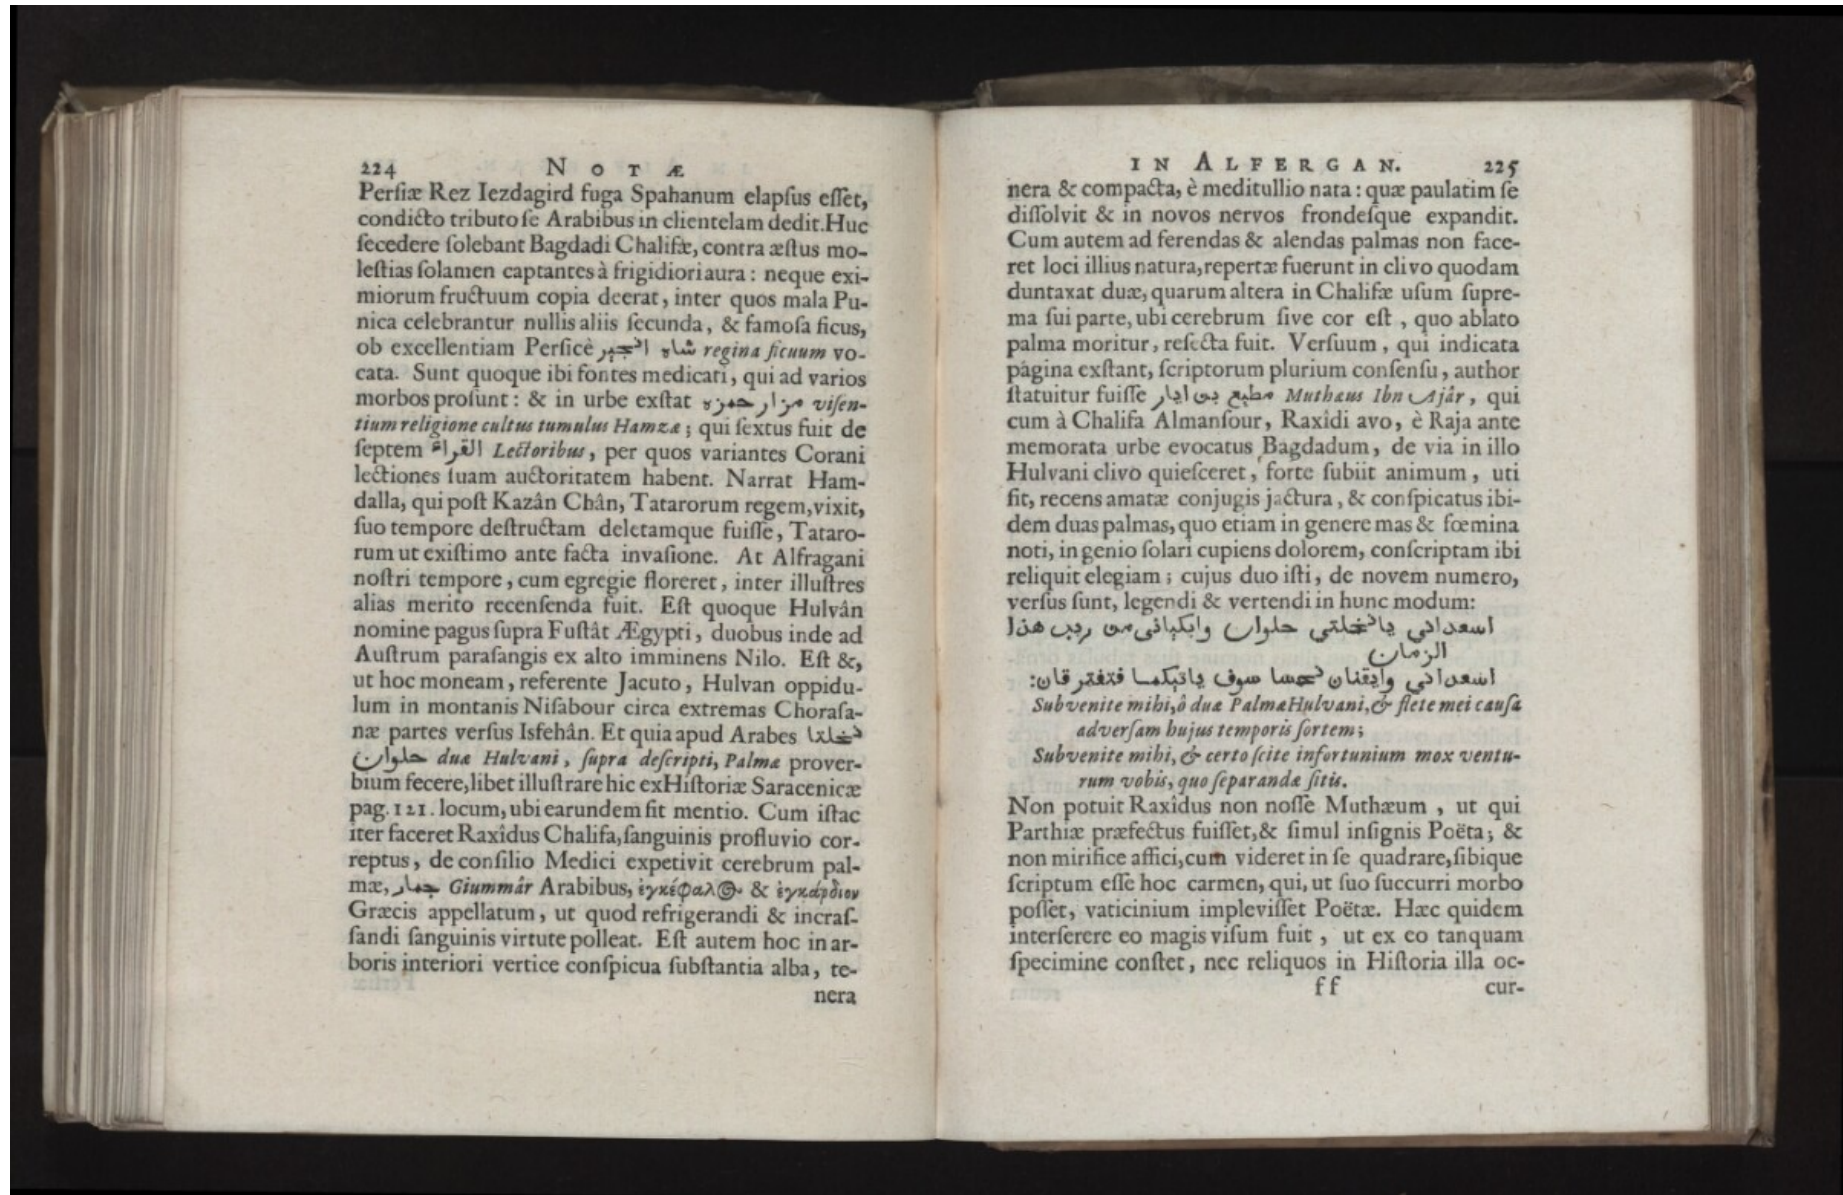 224 NOTÆ
Persiæ Rez Iezdagird fuga Spahanum elapsus esset,
condicto tributo se Arabibus in clientelam dedit. Huc
secedere solebant Bagdadi Chalifæ, contra æstus mo-
lestias solamen captantes à frigidiori aura: neque exi-
miorum fructuum copia deerat, inter quos mala Pu-
nica celebrantur nullis aliis secunda, & famosa ficus,
ob excellentiam Persicè شاه انجير regina ficuum vo-
cata. Sunt quoque ibi fontes medicati, qui ad varios
morbos prosunt: & in urbe exstat مزار حمزه visen-
tium religione cultus tumulus Hamzæ; qui sextus fuit de
septem القراء Lectoribus, per quos variantes Corani
lectiones suam auctoritatem habent. Narrat Ham-
dalla, qui post Kazân Chân, Tatarorum regem, vixit,
suo tempore destructam deletamque fuisse, Tataro-
rum ut existimo ante facta invasione. At Alfragani
nostri tempore, cum egregie floreret, inter illustres
alias merito recensenda fuit. Est quoque Hulvân
nomine pagus supra Fustât Ægypti, duobus inde ad
Austrum parasangis ex alto imminens Nilo. Est &,
ut hoc moneam, referente Jacuto, Hulvan oppidu-
lum in montanis Nisabour circa extremas Chorasa-
næ partes versus Isfehân. Et quia apud Arabes نخلتا
حلوان duæ Hulvani, supra descripti, Palmæ prover-
bium fecere, libet illustrare hic ex Historiæ Saracenicæ
pag. 121. locum, ubi earundem fit mentio. Cum istac
iter faceret Raxîdus Chalifa, sanguinis profluvio cor-
reptus, de consilio Medici expetivit cerebrum pal-
mæ, جمار Giummâr Arabibus, ἐγκέφαλος & ἐγκάρδιον
Græcis appellatum, ut quod refrigerandi & incras-
sandi sanguinis virtute polleat. Est autem hoc in ar-
boris interiori vertice conspicua substantia alba, te-
nera
IN ALFERGAN. 225
nera & compacta, è meditullio nata: quæ paulatim se
dissolvit & in novos nervos frondesque expandit.
Cum autem ad ferendas & alendas palmas non face-
ret loci illius natura, repertæ fuerunt in clivo quodam
duntaxat duæ, quarum altera in Chalifæ usum supre-
ma sui parte, ubi cerebrum sive cor est, quo ablato
palma moritur, resecta fuit. Versuum, qui indicata
pagina exstant, scriptorum plurium consensu, author
statuitur fuisse مطيع بن ايار Muthæus Ibn Ajâr, qui
cum à Chalifa Almansour, Raxîdi avo, è Raja ante
memorata urbe evocatus Bagdadum, de via in illo
Hulvani clivo quiesceret, forte subiit animum, uti
fit, recens amatæ conjugis jactura, & conspicatus ibi-
dem duas palmas, quo etiam in genere mas & fœmina
noti, ingenio solari cupiens dolorem, conscriptam ibi
reliquit elegiam; cujus duo isti, de novem numero,
versus sunt, legendi & vertendi in hunc modum:
اسعداني يا نخلتي حلوان وابكياني من ريب هذا
الزمان
اسعداني وايقنان نحسا سوف ياتيكما فتفترقان:
Subvenite mihi, ô duæ Palmæ Hulvani, & flete mei causa
adversam hujus temporis sortem;
Subvenite mihi, & certo scite infortunium mox ventu-
rum vobis, quo separandæ sitis.
Non potuit Raxîdus non nosse Muthæum, ut qui
Parthiæ præfectus fuisset, & simul insignis Poëta; &
non mirifice affici, cum videret in se quadrare, sibique
scriptum esse hoc carmen, qui, ut suo succurri morbo
posset, vaticinium implevisset Poëtæ. Hæc quidem
interserere eo magis visum fuit, ut ex eo tanquam
specimine constet, nec reliquos in Historia illa oc-
ff cur-